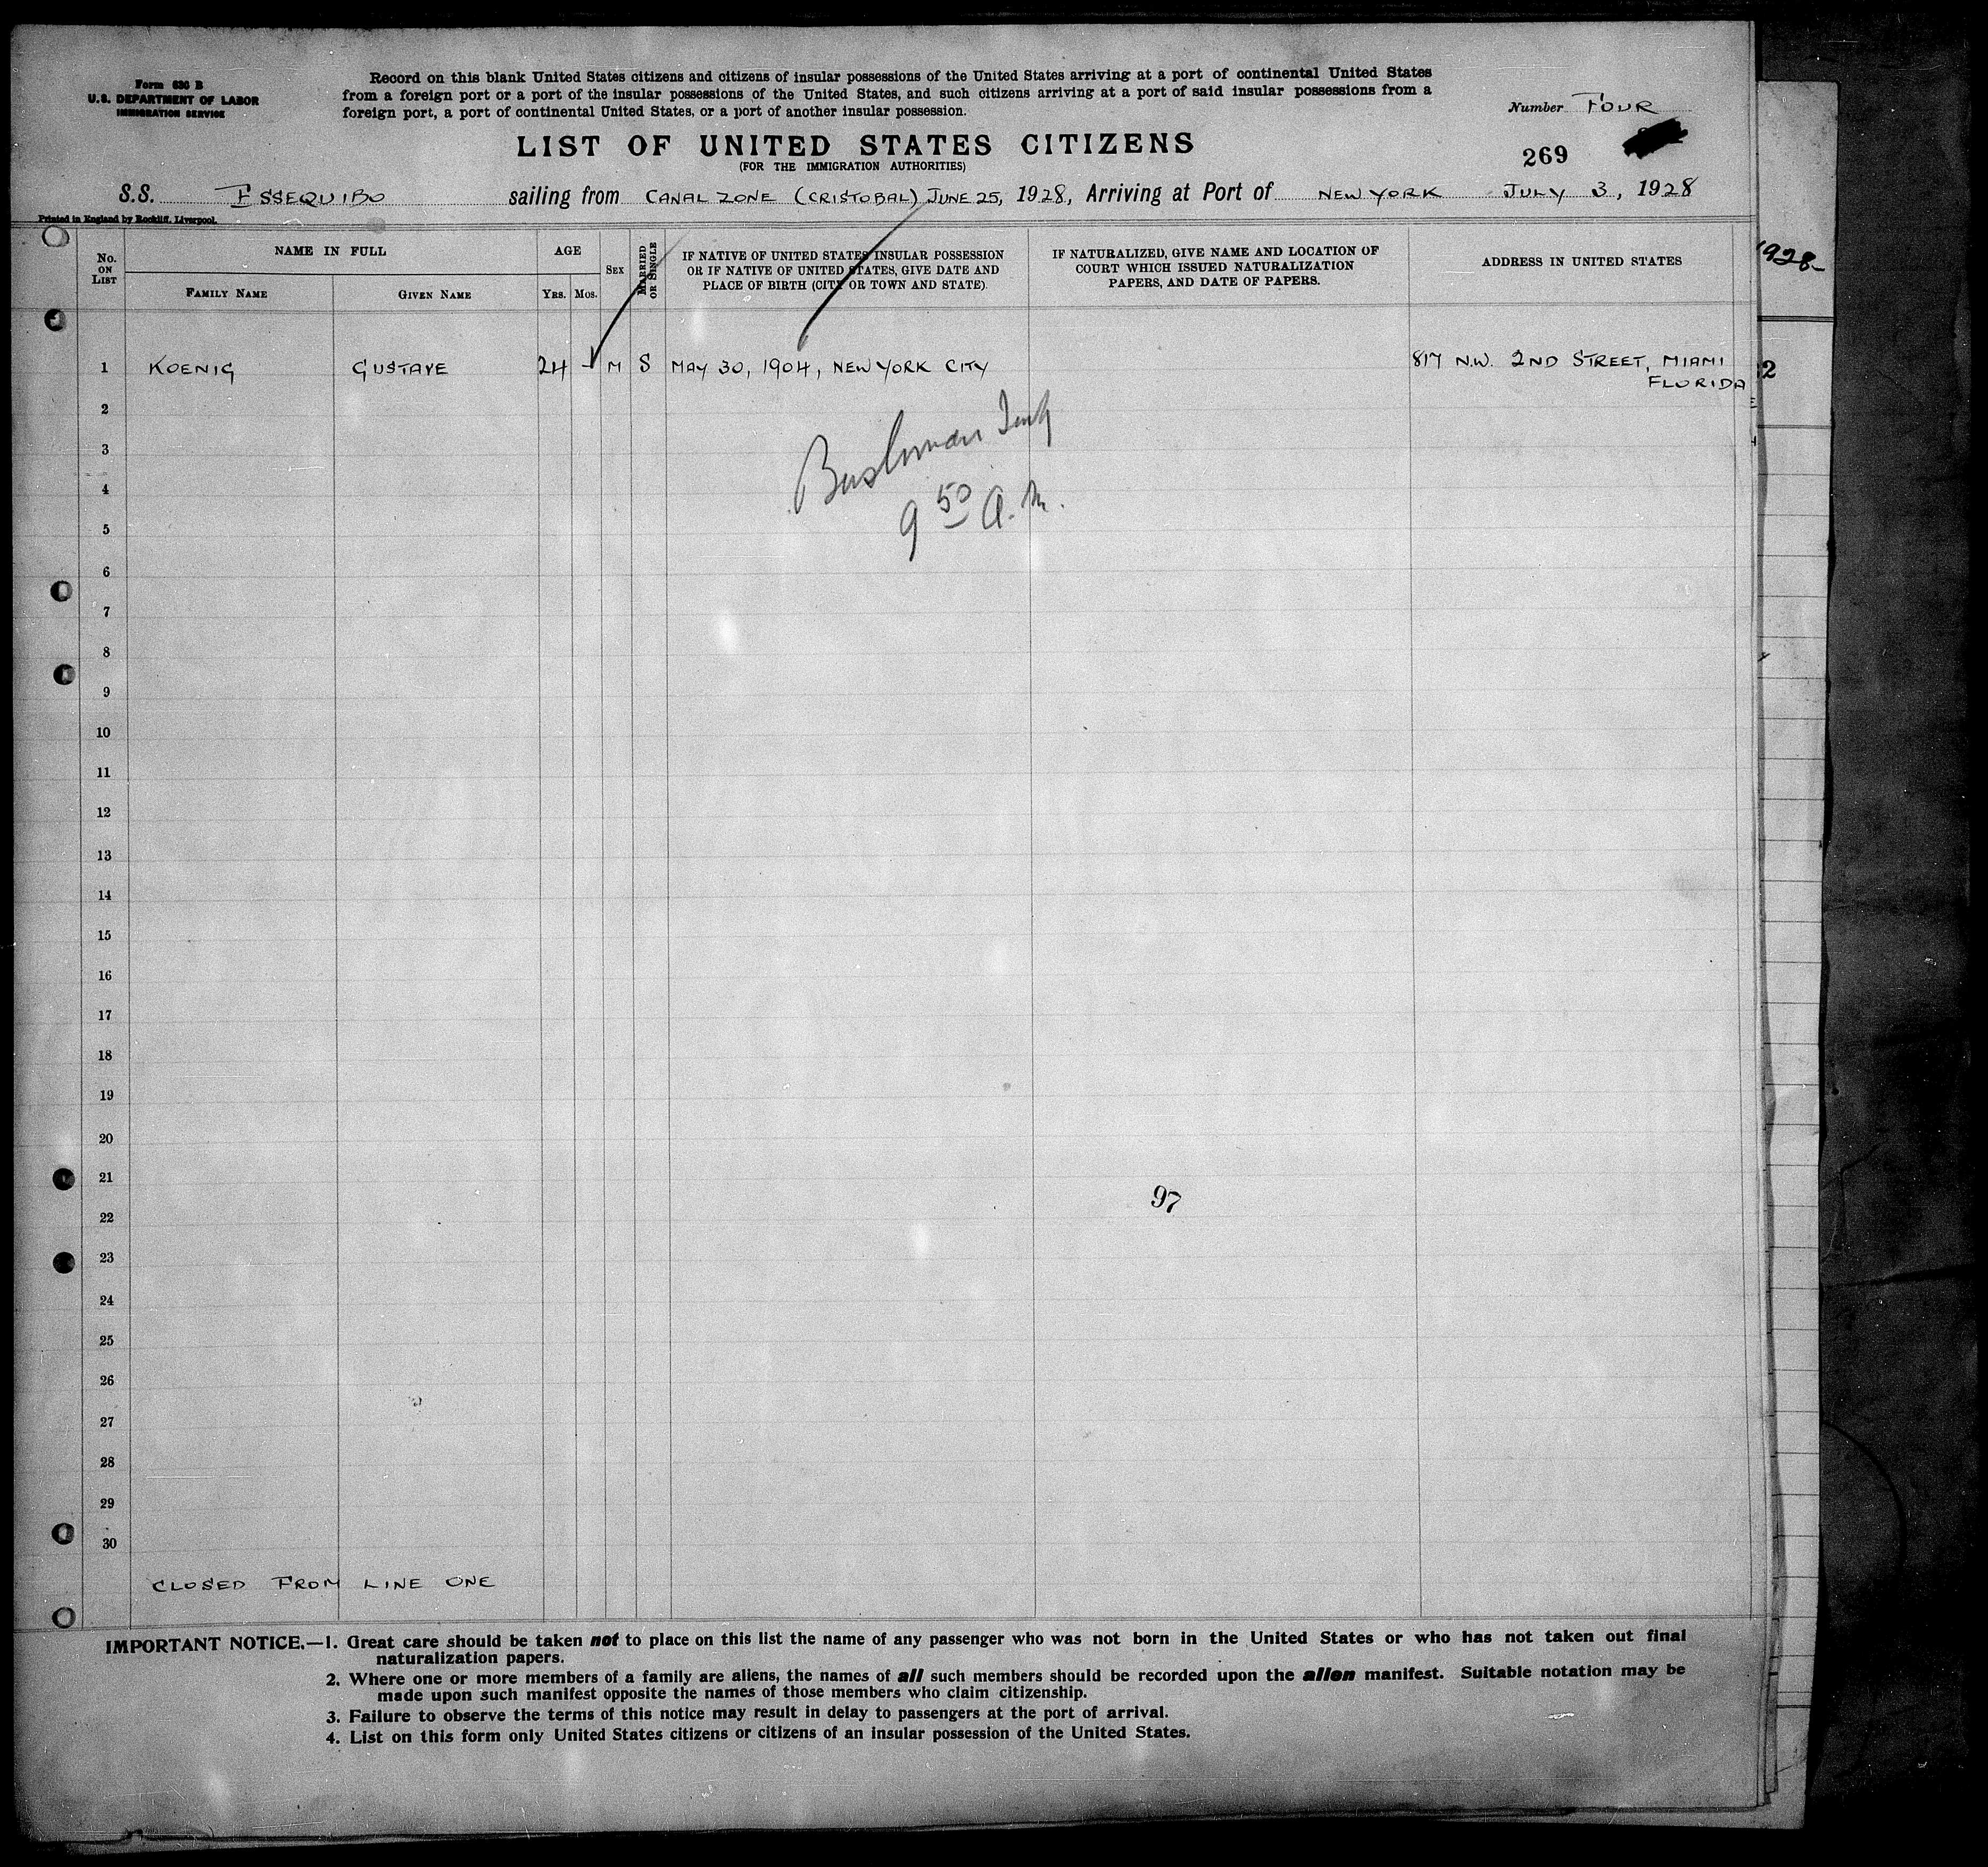 Form 630 B
U.S. DEPARTMENT OF LABOR
IMMIGRATION SERVICE
Record on this blank United States citizens and citizens of insular possessions of the United States arriving at a port of continental United States
from a foreign port or a port of the insular possessions of the United States, and such citizens arriving at a port of said insular possessions from a
foreign port, a port of continental United States, or a port of another insular possession.
Number FOUR
LIST OF UNITED STATES CITIZENS
(FOR THE IMMIGRATION AUTHORITIES)
269
S.S. ESSEQUIBO sailing from CANAL ZONE (CRISTOBAL) JUNE 25, 1928, Arriving at Port of NEW YORK JULY 3, 1928
Printed in England by Rockliff, Liverpool.
No. ON LIST
NAME IN FULL
FAMILY NAME
GIVEN NAME
AGE
YRS. MOS.
SEX
MARRIED OR SINGLE
IF NATIVE OF UNITED STATES INSULAR POSSESSION
OR IF NATIVE OF UNITED STATES, GIVE DATE AND
PLACE OF BIRTH (CITY OR TOWN AND STATE)
IF NATURALIZED, GIVE NAME AND LOCATION OF
COURT WHICH ISSUED NATURALIZATION
PAPERS, AND DATE OF PAPERS.
ADDRESS IN UNITED STATES
1928
1 KOENIG GUSTAVE 24 - M S MAY 30, 1904, NEW YORK CITY 817 N.W. 2ND STREET, MIAMI
FLORIDA
2
2
3
Bushman
4
9 50 A.M.
5
6
7
8
9
10
11
12
13
14
15
16
17
18
19
20
21
97
22
23
24
25
26
27
28
29
30
CLOSED FROM LINE ONE
IMPORTANT NOTICE.—1. Great care should be taken not to place on this list the name of any passenger who was not born in the United States or who has not taken out final
naturalization papers.
2. Where one or more members of a family are aliens, the names of all such members should be recorded upon the alien manifest. Suitable notation may be
made upon such manifest opposite the names of those members who claim citizenship.
3. Failure to observe the terms of this notice may result in delay to passengers at the port of arrival.
4. List on this form only United States citizens or citizens of an insular possession of the United States.